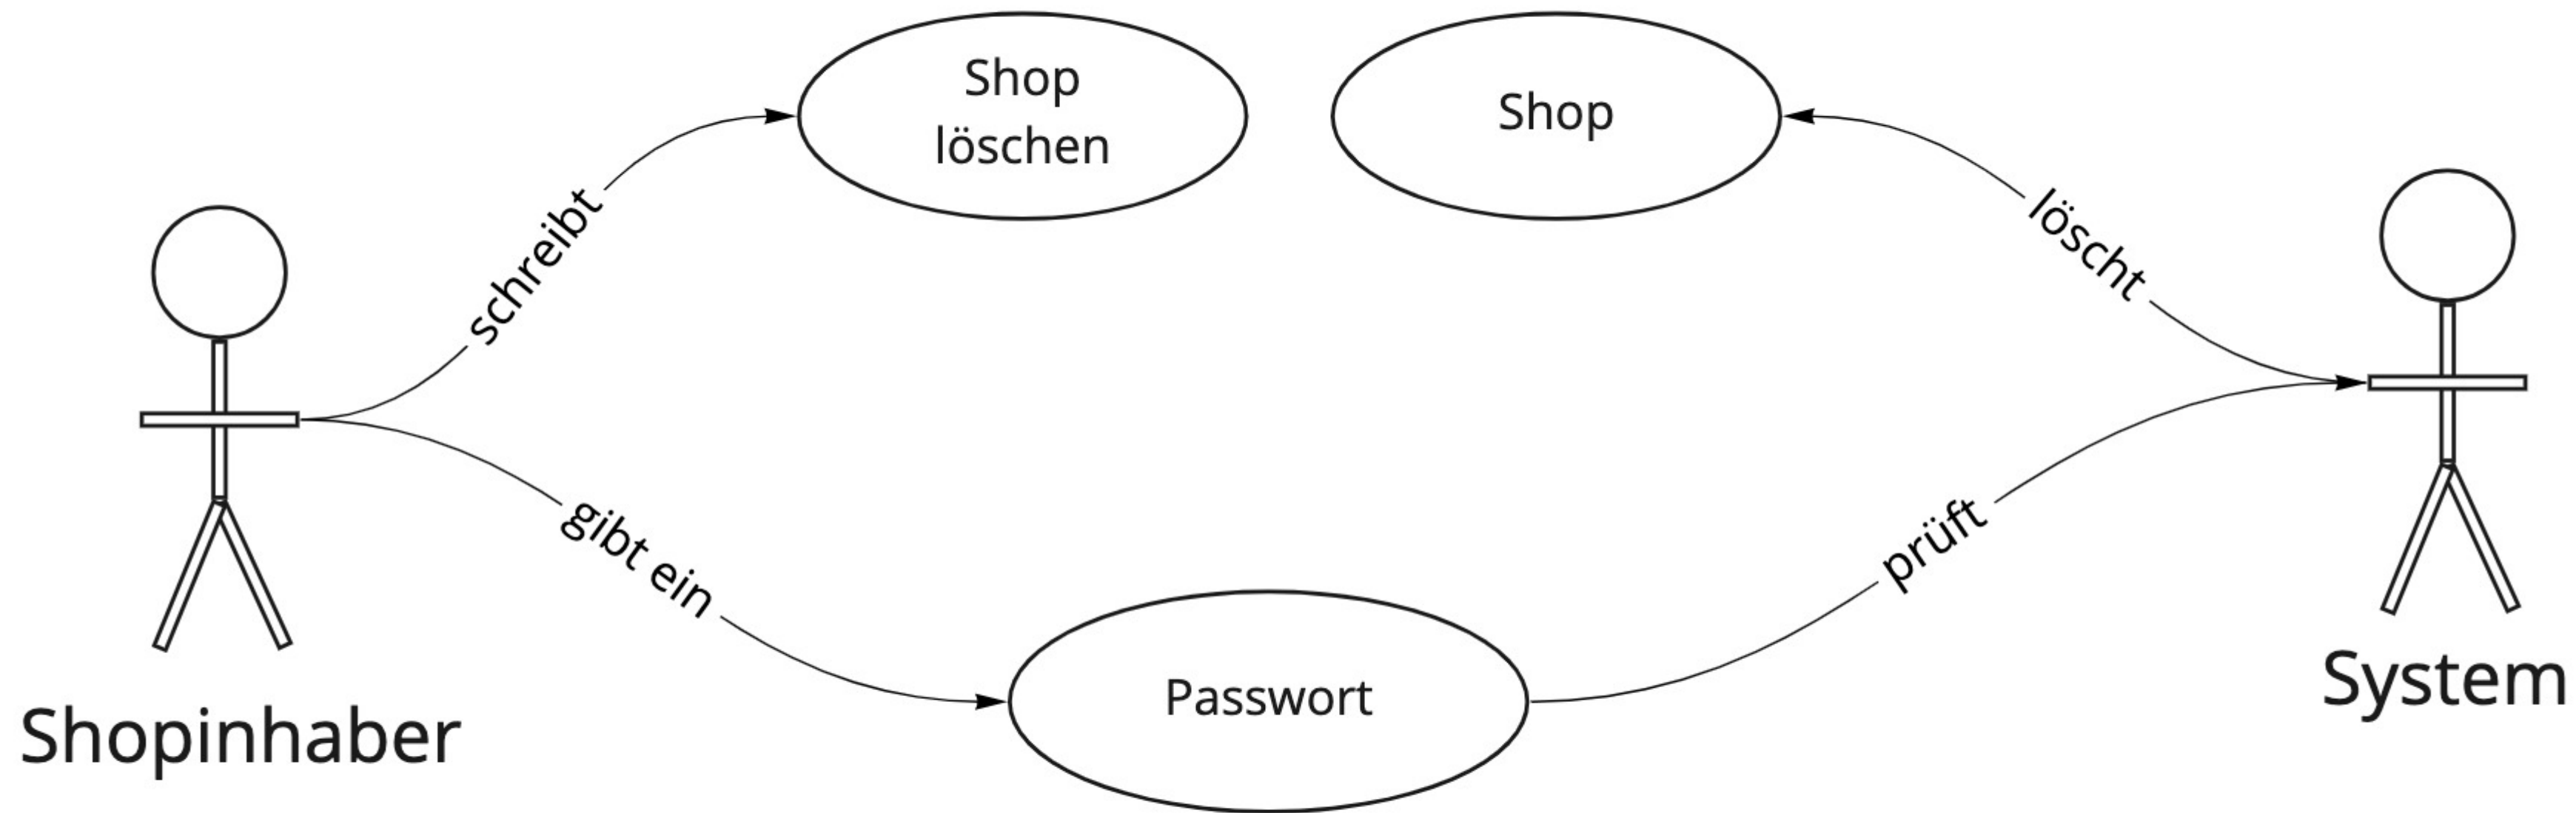 Shop
löschen
Shop
schreibt
löscht
gibt ein
prüft
Passwort
Shopinhaber
System